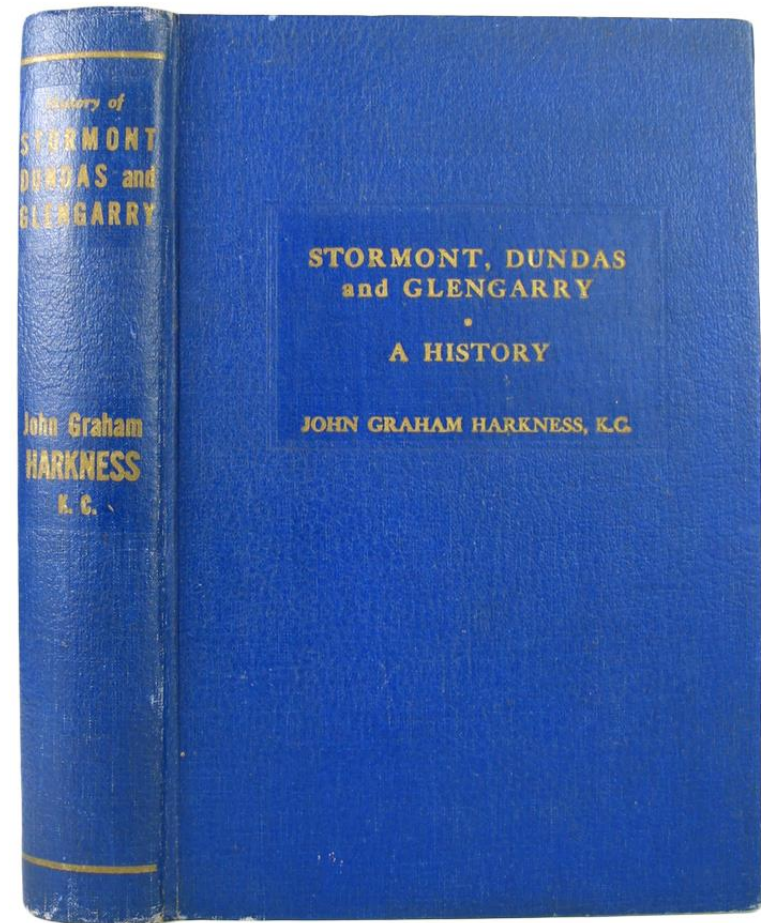 History of
STORMONT
DUNDAS and
GLENGARRY
John Graham
HARKNESS
K. C.
STORMONT, DUNDAS
and GLENGARRY
•
A HISTORY
JOHN GRAHAM HARKNESS, K.C.